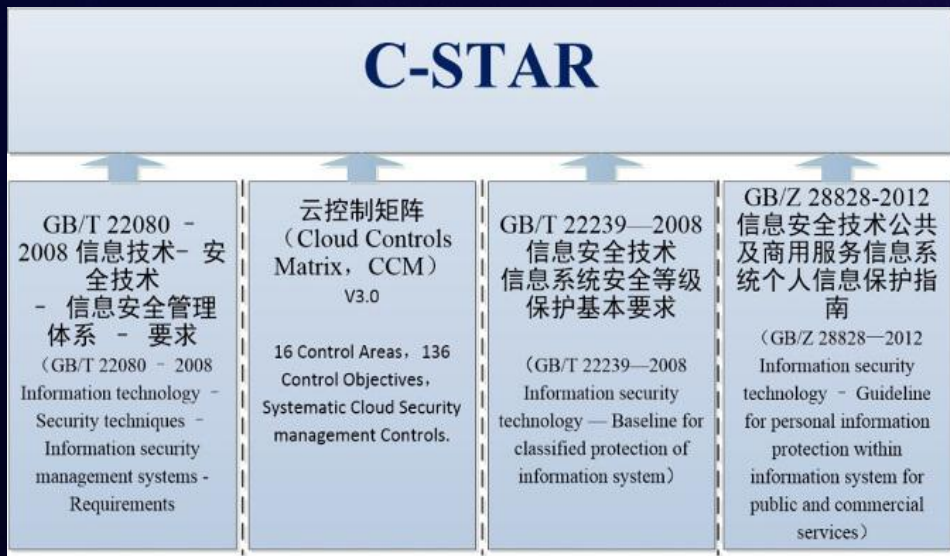 C-STAR
GB/T 22080 -
2008 信息技术- 安
全技术
- 信息安全管理
体系 - 要求
(GB/T 22080 - 2008
Information technology -
Security techniques -
Information security
management systems -
Requirements
云控制矩阵
(Cloud Controls
Matrix, CCM)
V3.0
16 Control Areas, 136
Control Objectives,
Systematic Cloud Security
management Controls.
GB/T 22239—2008
信息安全技术
信息系统安全等级
保护基本要求
(GB/T 22239—2008
Information security
technology — Baseline for
classified protection of
information system)
GB/Z 28828-2012
信息安全技术公共
及商用服务信息系
统个人信息保护指
南
(GB/Z 28828—2012
Information security
technology - Guideline
for personal information
protection within
information system for
public and commercial
services)